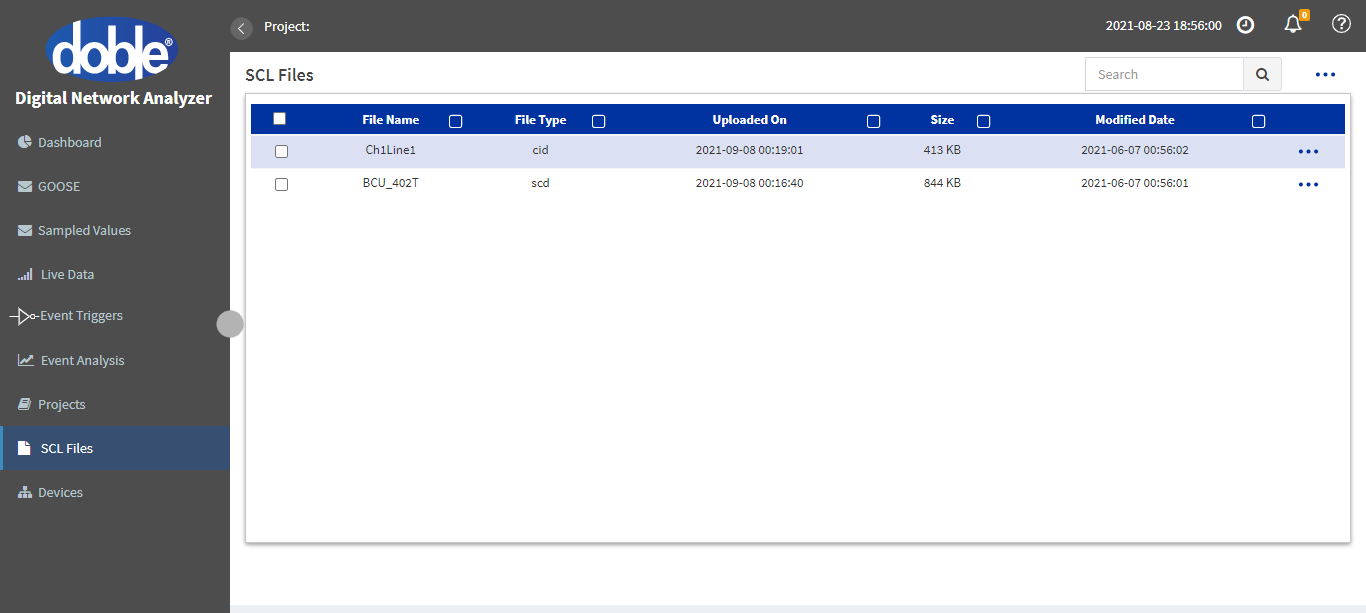 doble®
Digital Network Analyzer
Dashboard
GOOSE
Sampled Values
Live Data
Event Triggers
Event Analysis
Projects
SCL Files
Devices
Project:
2021-08-23 18:56:00
0
SCL Files
Search
File Name File Type Uploaded On Size Modified Date
Ch1Line1 cid 2021-09-08 00:19:01 413 KB 2021-06-07 00:56:02
BCU_402T scd 2021-09-08 00:16:40 844 KB 2021-06-07 00:56:01